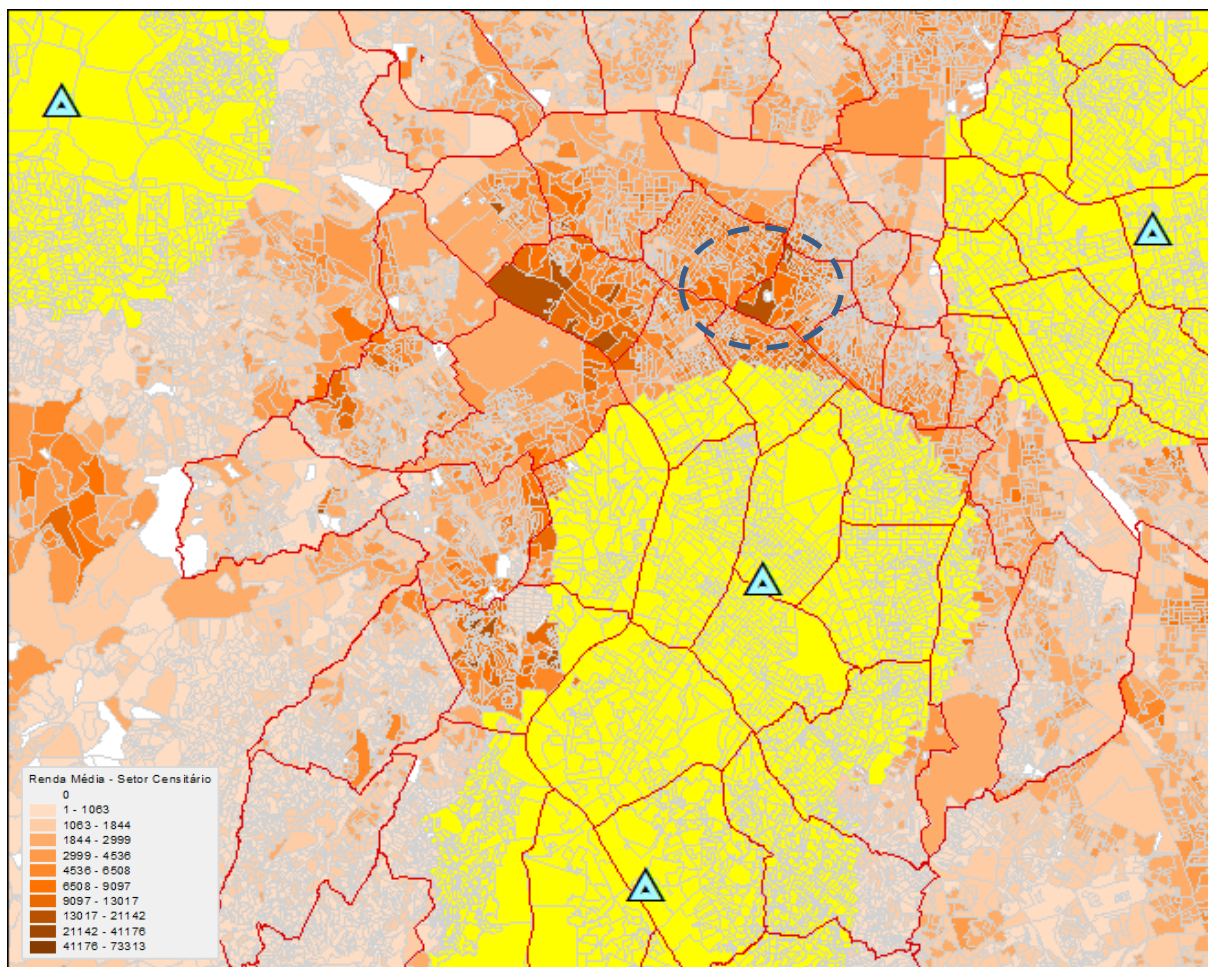 Renda Média - Setor Censitário
0
1 - 1063
1063 - 1844
1844 - 2999
2999 - 4536
4536 - 6508
6508 - 9097
9097 - 13017
13017 - 21142
21142 - 41176
41176 - 73313